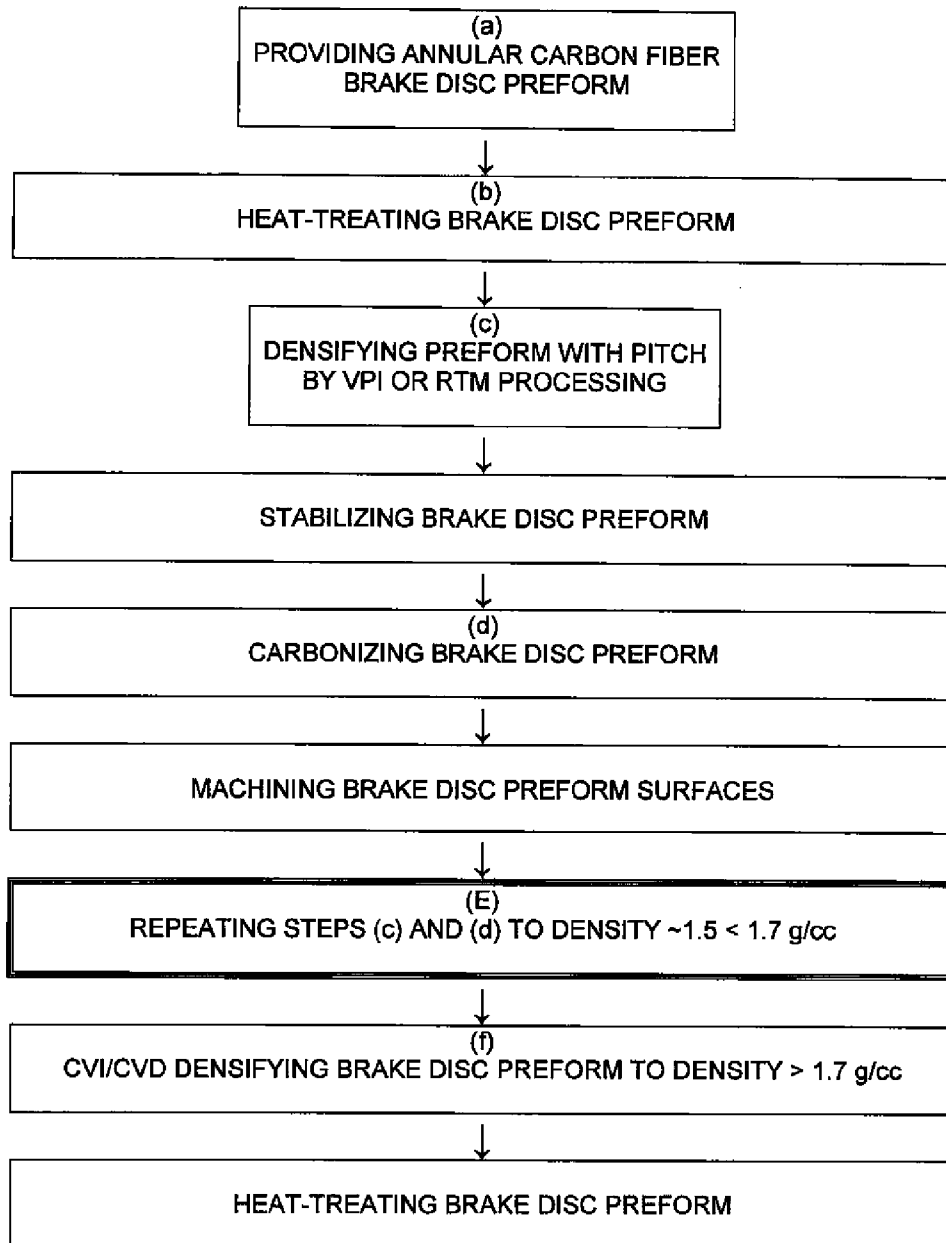 (a)
PROVIDING ANNULAR CARBON FIBER
BRAKE DISC PREFORM
(b)
HEAT-TREATING BRAKE DISC PREFORM
(c)
DENSIFYING PREFORM WITH PITCH
BY VPI OR RTM PROCESSING
STABILIZING BRAKE DISC PREFORM
(d)
CARBONIZING BRAKE DISC PREFORM
MACHINING BRAKE DISC PREFORM SURFACES
(E)
REPEATING STEPS (c) AND (d) TO DENSITY ~1.5 < 1.7 g/cc
(f)
CVI/CVD DENSIFYING BRAKE DISC PREFORM TO DENSITY > 1.7 g/cc
HEAT-TREATING BRAKE DISC PREFORM